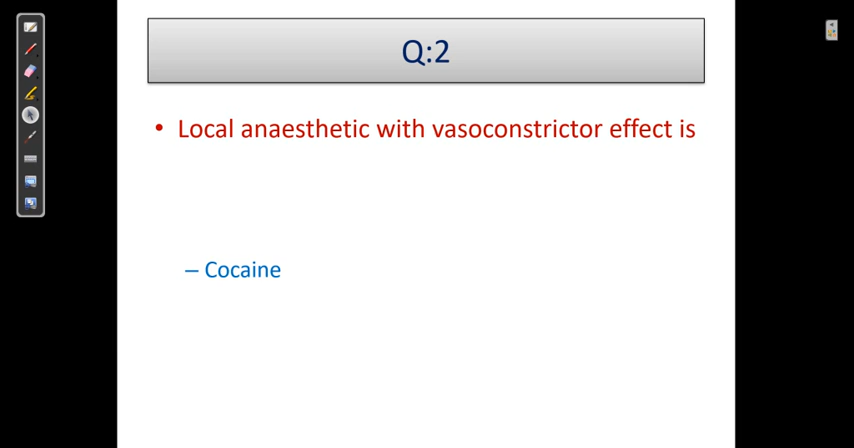 Q:2
• Local anaesthetic with vasoconstrictor effect is
– Cocaine